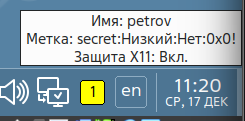 Имя: petrov
Метка: secret:Низкий:Нет:0x0!
Защита X11: Вкл.
1
en
11:20
СР, 17 ДЕК